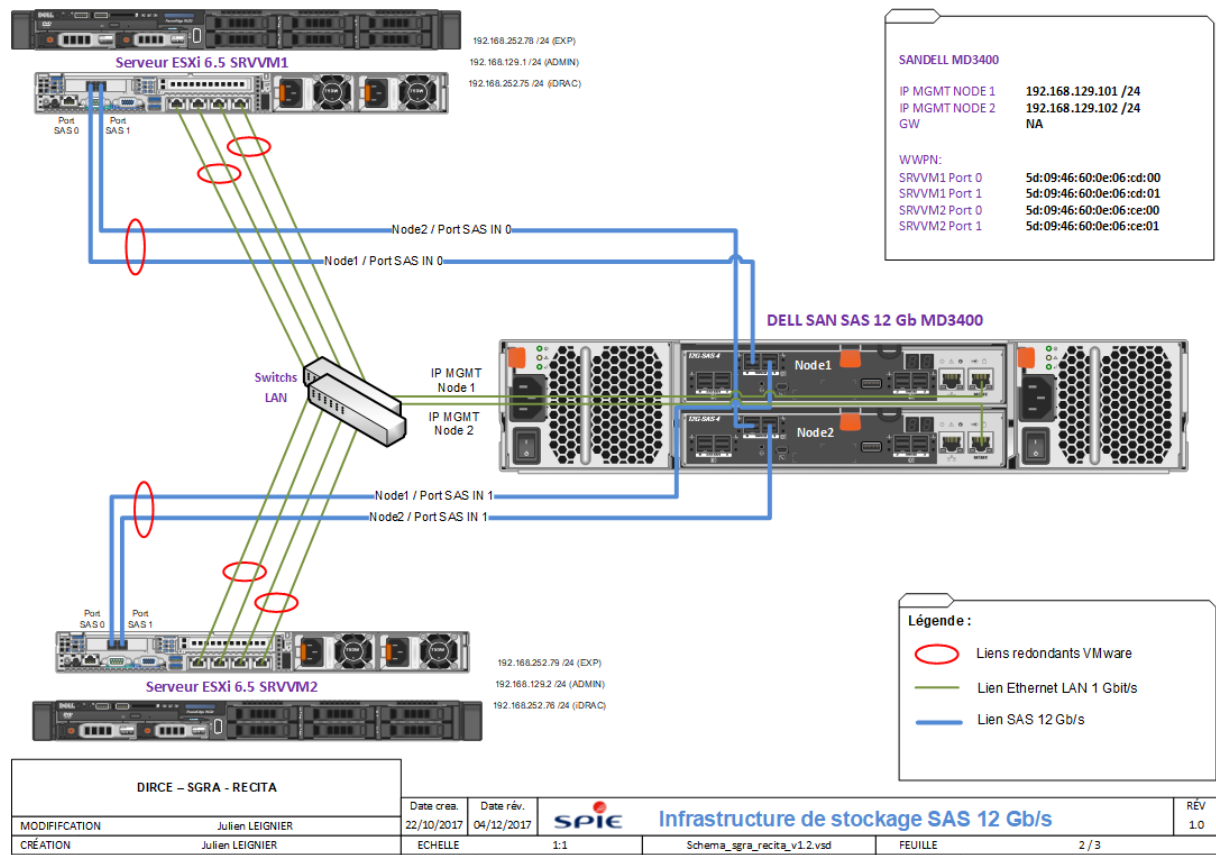 192.168.252.78 /24 (EXP)
Serveur ESXi 6.5 SRVVM1
192.168.129.1 /24 (ADMIN)
192.168.252.75 /24 (iDRAC)
Port
SAS 0
Port
SAS 1
SANDELL MD3400
IP MGMT NODE 1 192.168.129.101 /24
IP MGMT NODE 2 192.168.129.102 /24
GW NA
WWPN:
SRVVM1 Port 0 5d:09:46:60:0e:06:cd:00
SRVVM1 Port 1 5d:09:46:60:0e:06:cd:01
SRVVM2 Port 0 5d:09:46:60:0e:06:ce:00
SRVVM2 Port 1 5d:09:46:60:0e:06:ce:01
Node2 / Port SAS IN 0
Node1 / Port SAS IN 0
DELL SAN SAS 12 Gb MD3400
12G-SAS-4
Node1
12G-SAS-4
Node2
Switchs
LAN
IP MGMT
Node 1
IP MGMT
Node 2
Node1 / Port SAS IN 1
Node2 / Port SAS IN 1
Port
SAS 0
Port
SAS 1
192.168.252.79 /24 (EXP)
Serveur ESXi 6.5 SRVVM2
192.168.129.2 /24 (ADMIN)
192.168.252.76 /24 (iDRAC)
Légende :
Liens redondants VMware
Lien Ethernet LAN 1 Gbit/s
Lien SAS 12 Gb/s
DIRCE – SGRA - RECITA
Date crea. Date rév.
MODIFIFCATION Julien LEIGNIER 22/10/2017 04/12/2017
SPIE
Infrastructure de stockage SAS 12 Gb/s
RÉV
1.0
CRÉATION Julien LEIGNIER ECHELLE 1:1 Schema_sgra_recita_v1.2.vsd FEUILLE 2 / 3